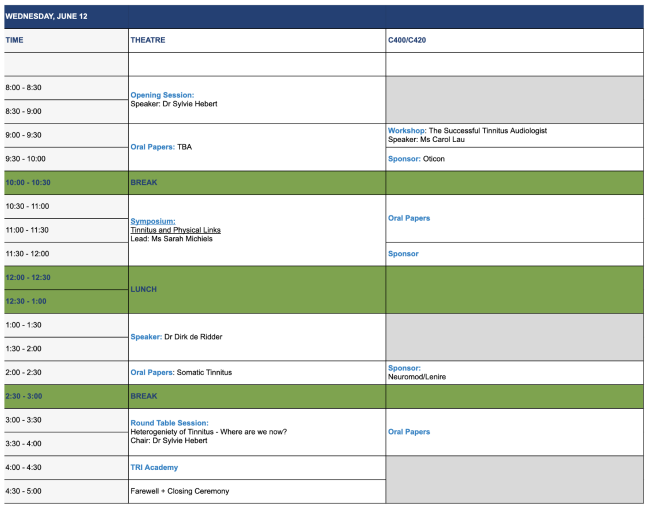 WEDNESDAY, JUNE 12
TIME THEATRE C400/C420
8:00 - 8:30
Opening Session:
Speaker: Dr Sylvie Hebert
8:30 - 9:00
9:00 - 9:30
Oral Papers: TBA
Workshop: The Successful Tinnitus Audiologist
Speaker: Ms Carol Lau
9:30 - 10:00
Sponsor: Oticon
10:00 - 10:30 BREAK
10:30 - 11:00
Symposium:
Tinnitus and Physical Links
Lead: Ms Sarah Michiels
Oral Papers
11:00 - 11:30
11:30 - 12:00
Sponsor
12:00 - 12:30
LUNCH
12:30 - 1:00
1:00 - 1:30
Speaker: Dr Dirk de Ridder
1:30 - 2:00
2:00 - 2:30
Oral Papers: Somatic Tinnitus
Sponsor:
Neuromod/Lenire
2:30 - 3:00 BREAK
3:00 - 3:30
Round Table Session:
Heterogeniety of Tinnitus - Where are we now?
Chair: Dr Sylvie Hebert
Oral Papers
3:30 - 4:00
4:00 - 4:30 TRI Academy
4:30 - 5:00 Farewell + Closing Ceremony